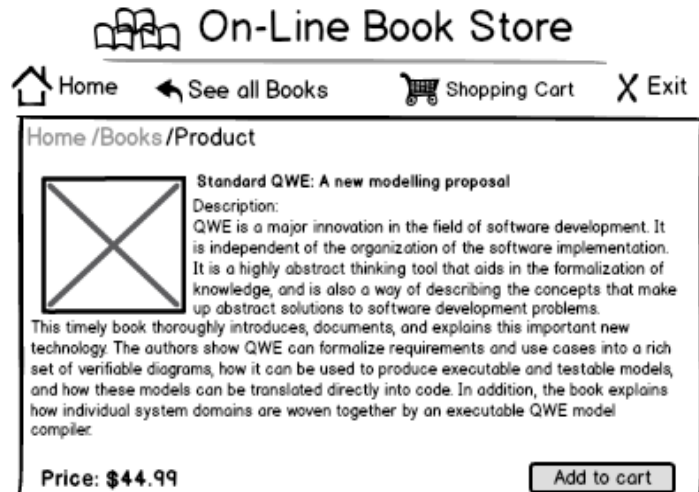 On-Line Book Store
Home See all Books Shopping Cart Exit
Home /Books/Product
Standard QWE: A new modelling proposal
Description:
QWE is a major innovation in the field of software development. It
is independent of the organization of the software implementation.
It is a highly abstract thinking tool that aids in the formalization of
knowledge, and is also a way of describing the concepts that make
up abstract solutions to software development problems.
This timely book thoroughly introduces, documents, and explains this important new
technology. The authors show QWE can formalize requirements and use cases into a rich
set of verifiable diagrams, how it can be used to produce executable and testable models,
and how these models can be translated directly into code. In addition, the book explains
how individual system domains are woven together by an executable QWE model
compiler.
Price: $44.99 Add to cart